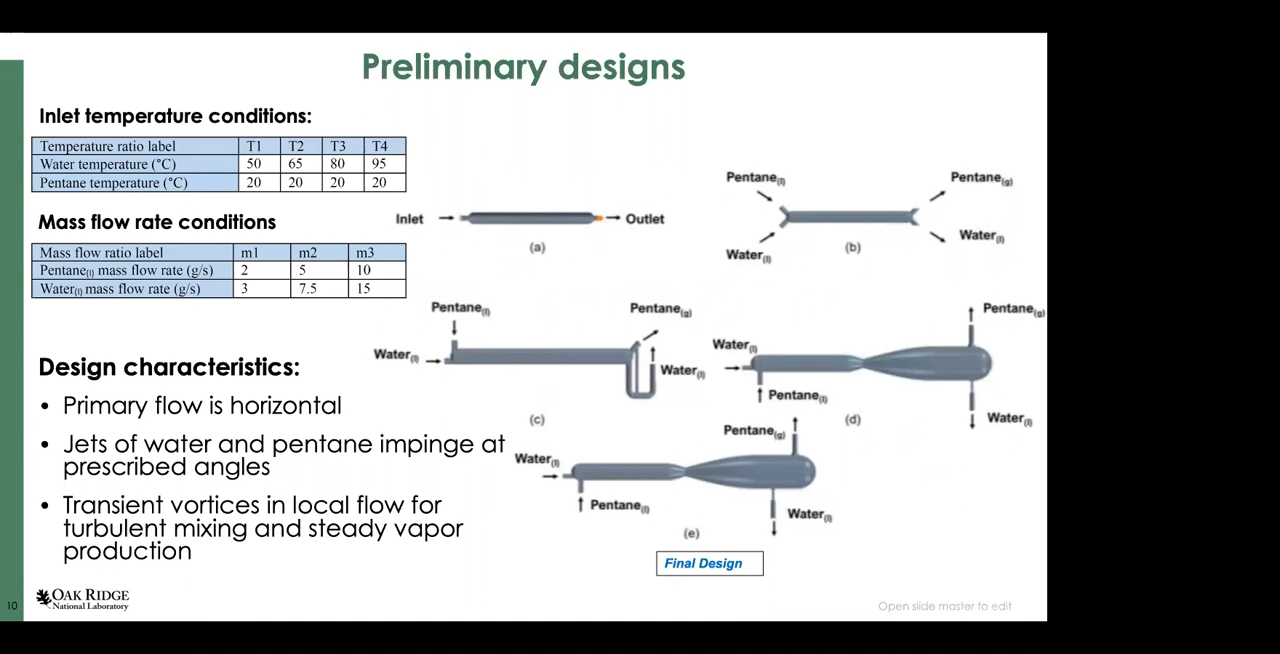 Preliminary designs
Inlet temperature conditions:
Temperature ratio label T1 T2 T3 T4
Water temperature (°C) 50 65 80 95
Pentane temperature (°C) 20 20 20 20
Mass flow rate conditions
Mass flow ratio label m1 m2 m3
Pentane(l) mass flow rate (g/s) 2 5 10
Water(l) mass flow rate (g/s) 3 7.5 15
Design characteristics:
• Primary flow is horizontal
• Jets of water and pentane impinge at
prescribed angles
• Transient vortices in local flow for
turbulent mixing and steady vapor
production
Inlet
Outlet
(a)
Pentane(l)
Pentane(g)
Water(l)
Water(l)
(b)
Pentane(l)
Pentane(g)
Water(l)
Water(l)
(c)
Pentane(g)
Water(l)
Pentane(l)
Water(l)
(d)
Pentane(g)
Water(l)
Pentane(l)
Water(l)
(e)
Final Design
10
OAK RIDGE
National Laboratory
Open slide master to edit